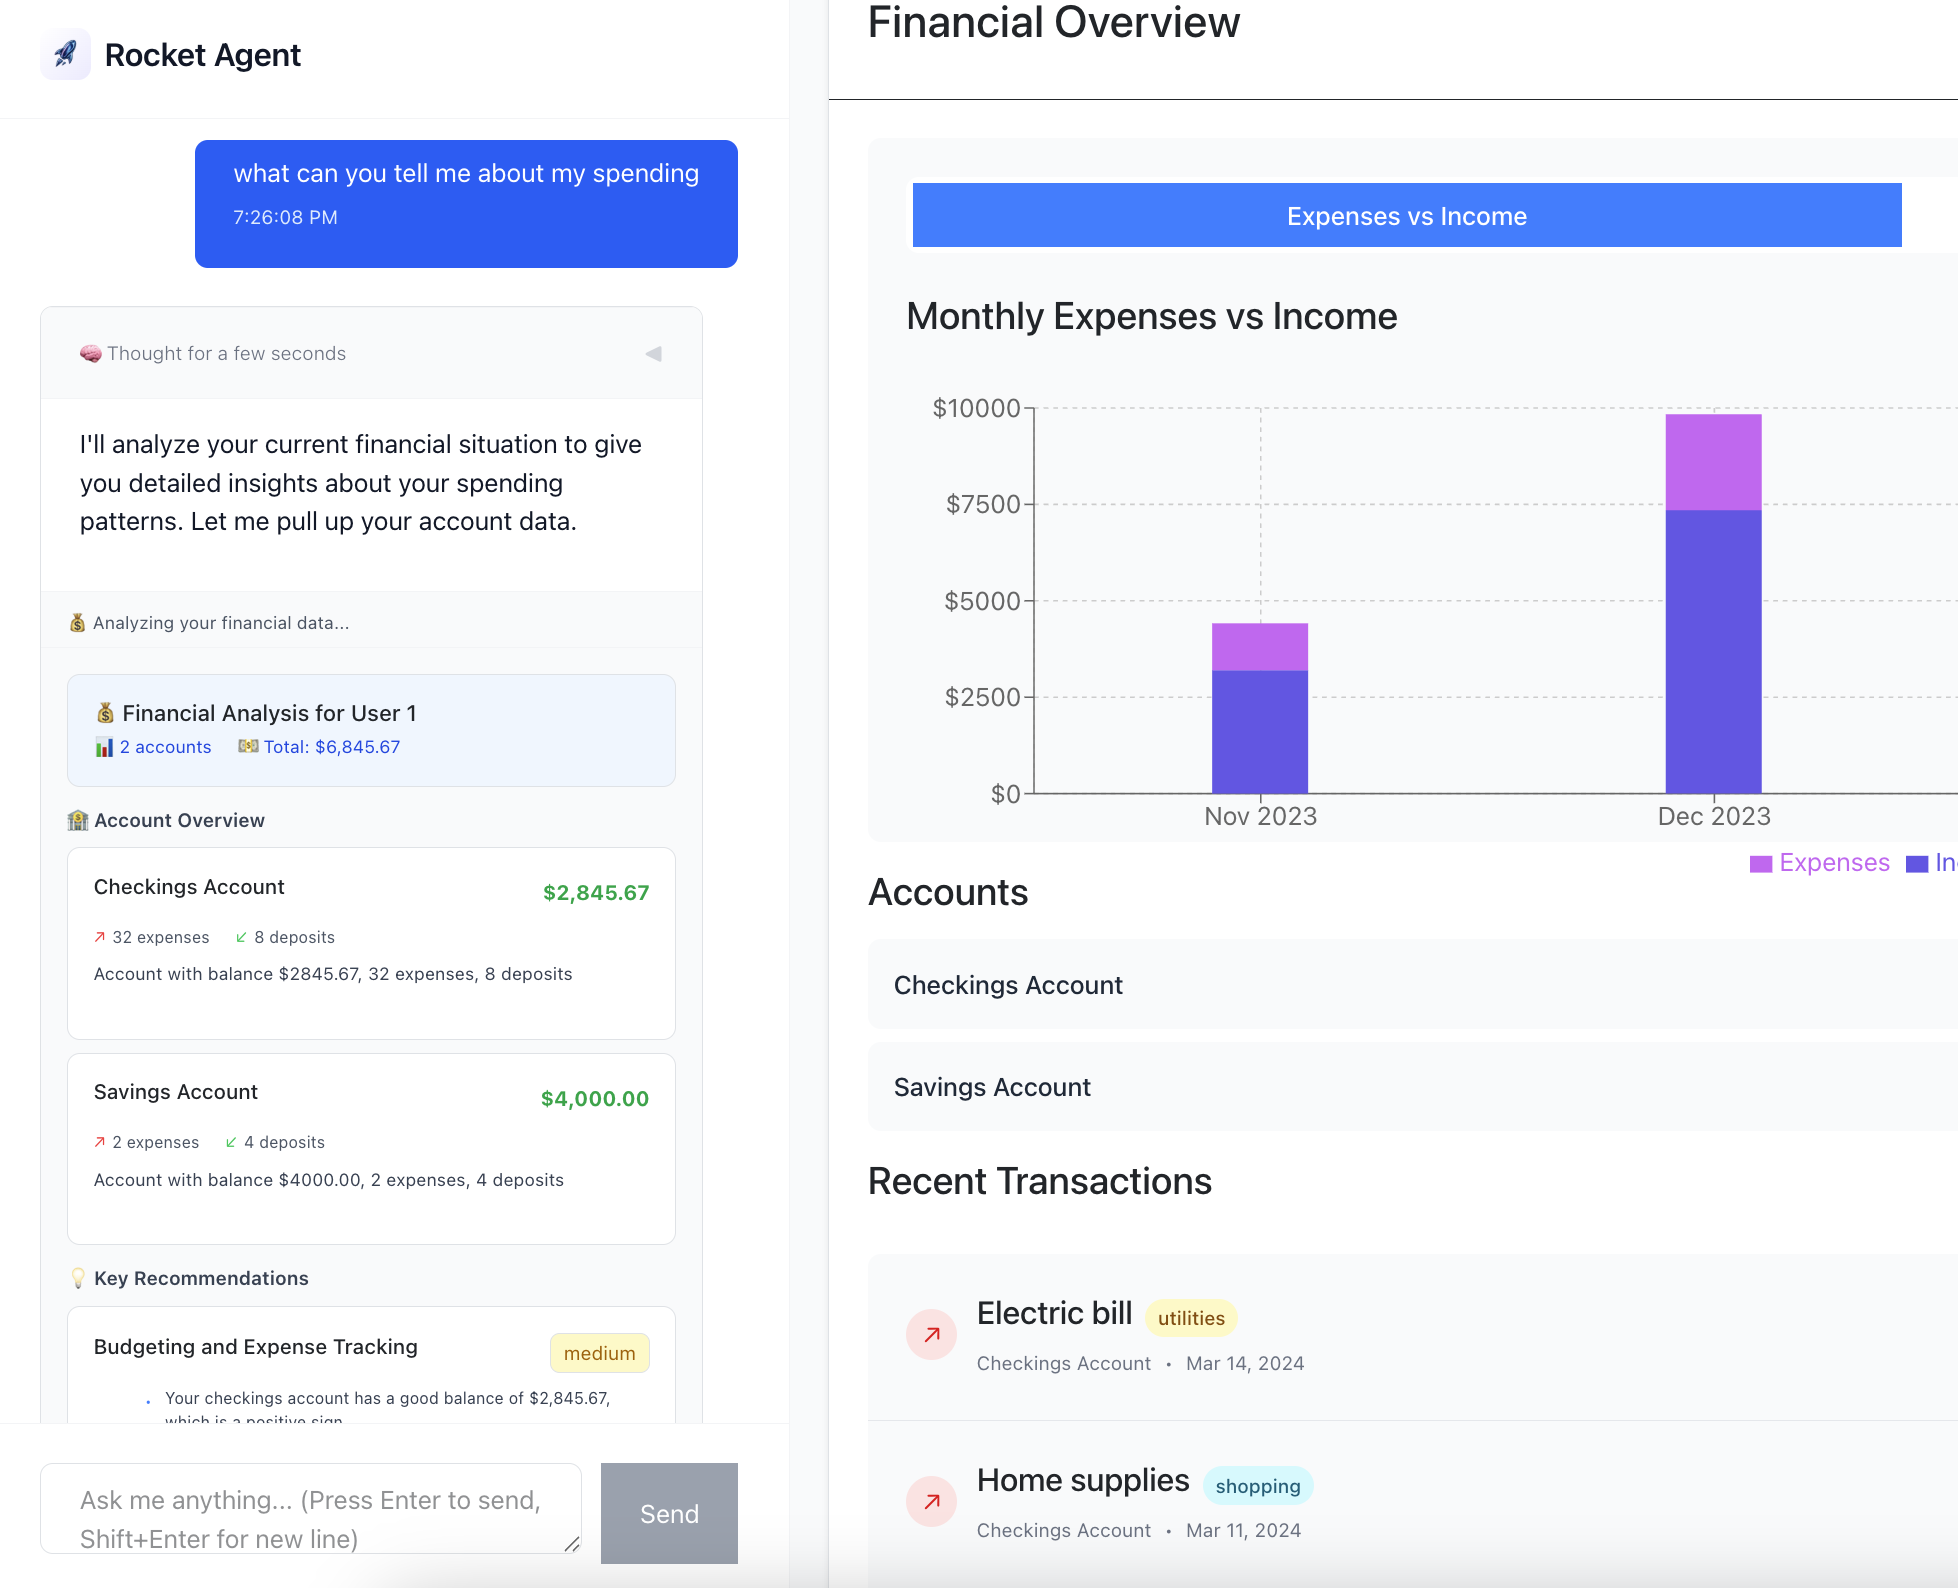 Rocket Agent
what can you tell me about my spending
7:26:08 PM
Thought for a few seconds
I'll analyze your current financial situation to give
you detailed insights about your spending
patterns. Let me pull up your account data.
Analyzing your financial data...
Financial Analysis for User 1
2 accounts Total: $6,845.67
Account Overview
Checkings Account $2,845.67
32 expenses 8 deposits
Account with balance $2845.67, 32 expenses, 8 deposits
Savings Account $4,000.00
2 expenses 4 deposits
Account with balance $4000.00, 2 expenses, 4 deposits
Key Recommendations
Budgeting and Expense Tracking medium
• Your checkings account has a good balance of $2,845.67,
which is a positive sign
Ask me anything... (Press Enter to send,
Shift+Enter for new line)
Send
Financial Overview
Expenses vs Income
Monthly Expenses vs Income
$10000
$7500
$5000
$2500
$0
Nov 2023 Dec 2023
Expenses In
Accounts
Checkings Account
Savings Account
Recent Transactions
Electric bill utilities
Checkings Account • Mar 14, 2024
Home supplies shopping
Checkings Account • Mar 11, 2024